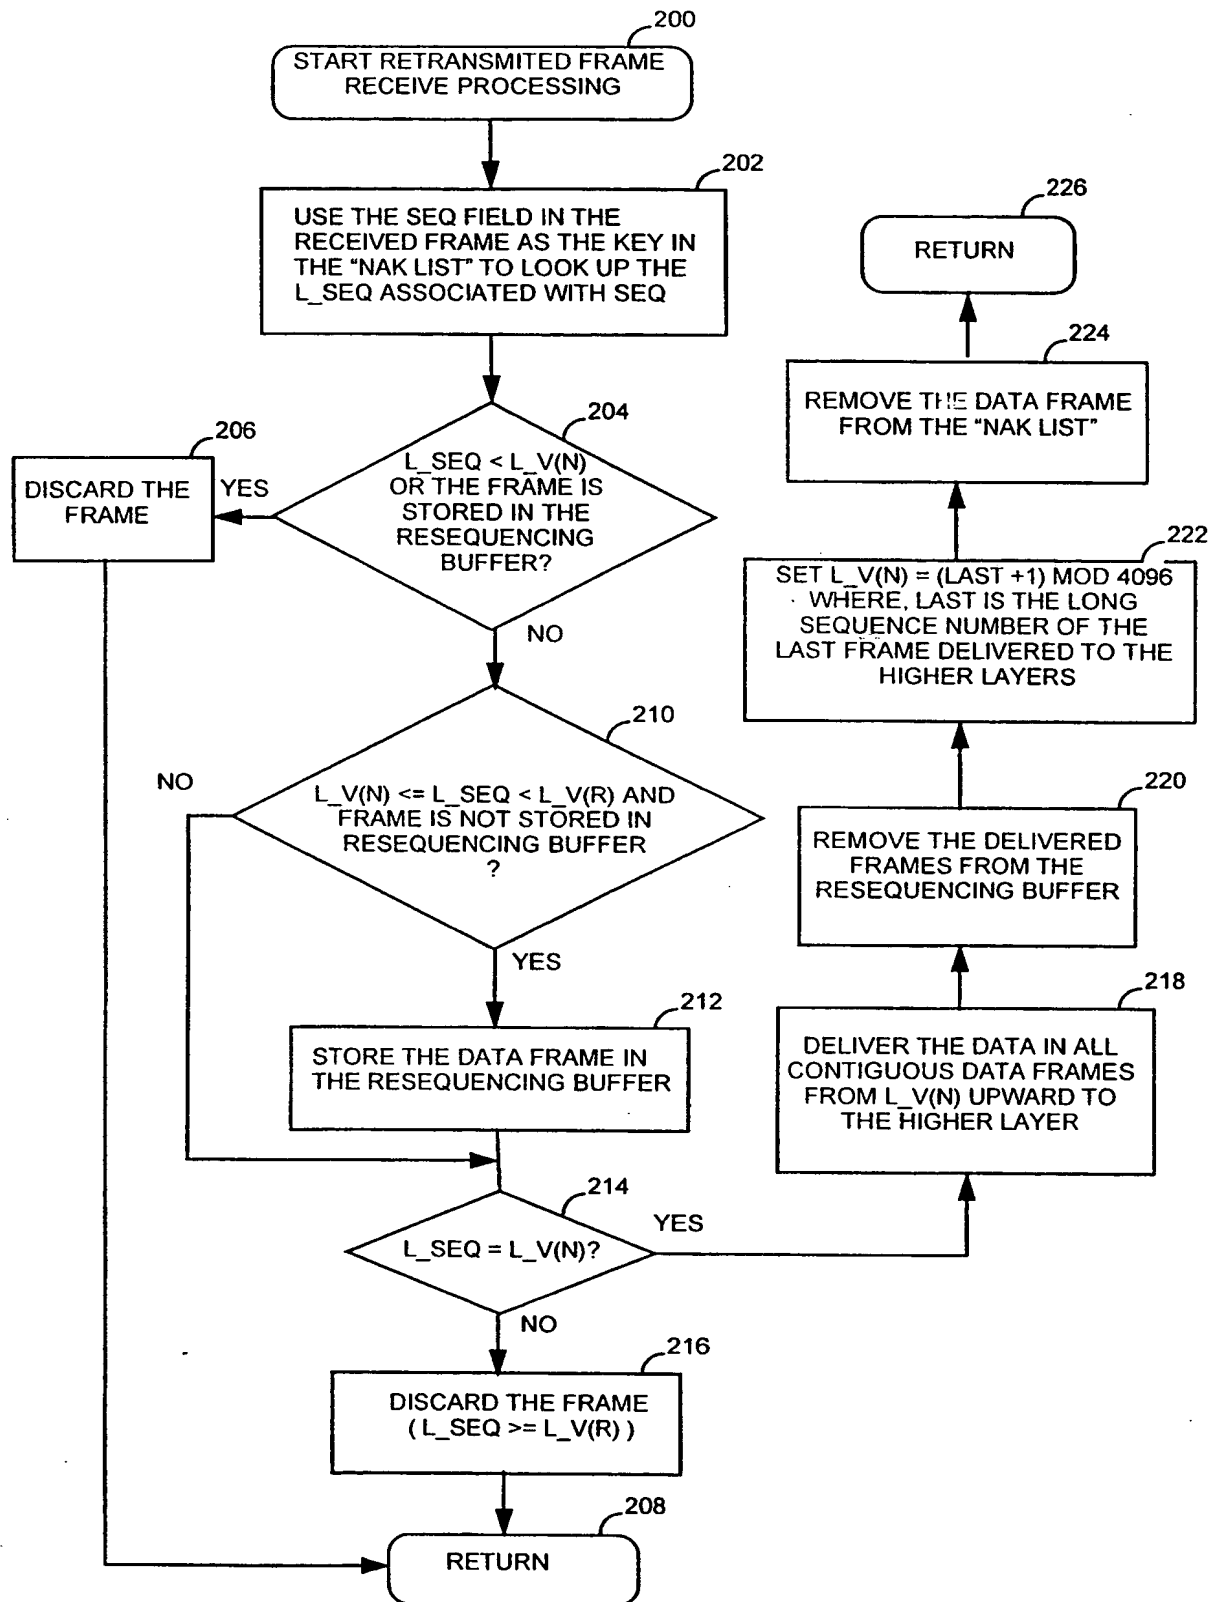 200
START RETRANSMITED FRAME
RECEIVE PROCESSING
202
USE THE SEQ FIELD IN THE
RECEIVED FRAME AS THE KEY IN
THE "NAK LIST" TO LOOK UP THE
L_SEQ ASSOCIATED WITH SEQ
204
L_SEQ < L_V(N)
OR THE FRAME IS
STORED IN THE
RESEQUENCING
BUFFER?
YES
206
DISCARD THE
FRAME
NO
210
L_V(N) <= L_SEQ < L_V(R) AND
FRAME IS NOT STORED IN
RESEQUENCING BUFFER
?
NO
YES
212
STORE THE DATA FRAME IN
THE RESEQUENCING BUFFER
214
L_SEQ = L_V(N)?
YES
NO
216
DISCARD THE FRAME
( L_SEQ >= L_V(R) )
208
RETURN
218
DELIVER THE DATA IN ALL
CONTIGUOUS DATA FRAMES
FROM L_V(N) UPWARD TO
THE HIGHER LAYER
220
REMOVE THE DELIVERED
FRAMES FROM THE
RESEQUENCING BUFFER
222
SET L_V(N) = (LAST +1) MOD 4096
WHERE, LAST IS THE LONG
SEQUENCE NUMBER OF THE
LAST FRAME DELIVERED TO THE
HIGHER LAYERS
224
REMOVE THE DATA FRAME
FROM THE "NAK LIST"
226
RETURN